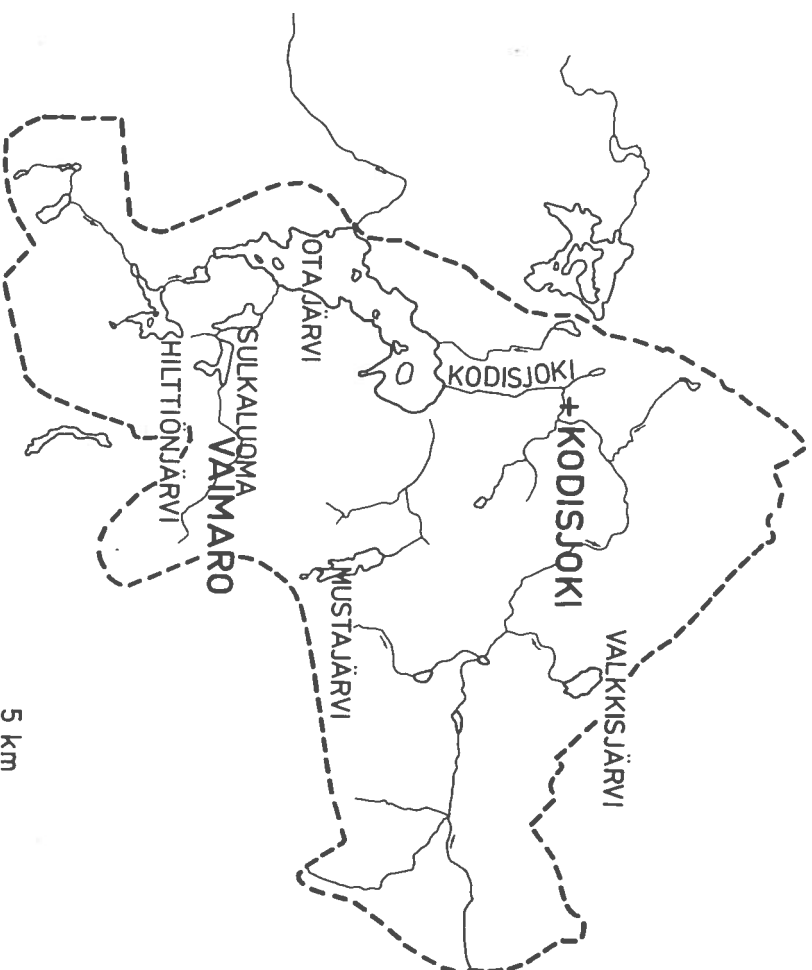 VALKKISJÄRVI
+ KODISJOKI
KODISJOKI
MUSTAJÄRVI
OTAJÄRVI
SULKALUOMA
VAIMARO
HILTTIÖNJÄRVI
5 km